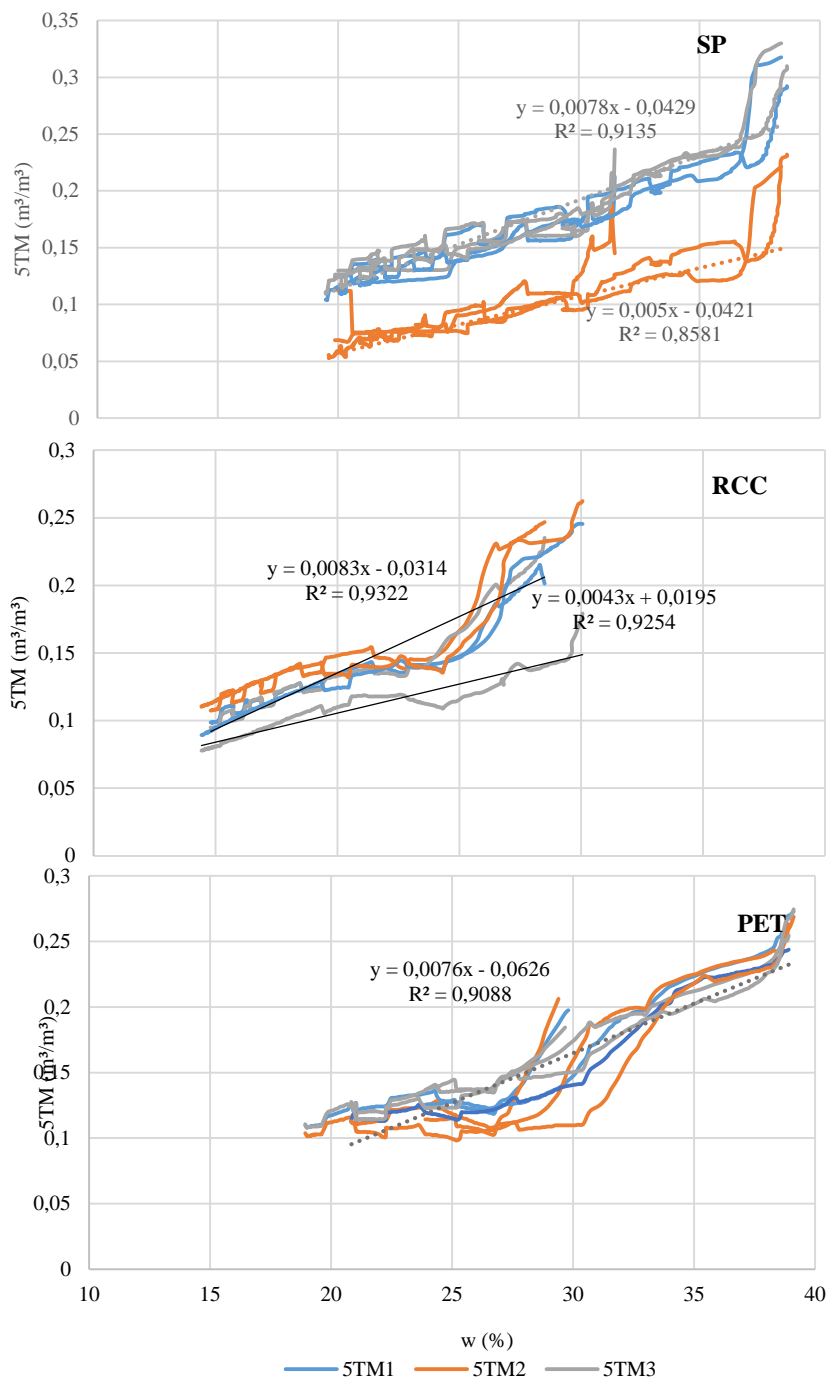 SP
0,35
0,3
0,25
0,2
0,15
0,1
0,05
0
5TM (m³/m³)
y = 0,0078x - 0,0429
R² = 0,9135
y = 0,005x - 0,0421
R² = 0,8581
RCC
0,3
0,25
0,2
0,15
0,1
0,05
0
5TM (m³/m³)
y = 0,0083x - 0,0314
R² = 0,9322
y = 0,0043x + 0,0195
R² = 0,9254
PET
0,3
0,25
0,2
0,15
0,1
0,05
0
5TM (m³/m³)
y = 0,0076x - 0,0626
R² = 0,9088
10 15 20 25 30 35 40
w (%)
5TM1 5TM2 5TM3